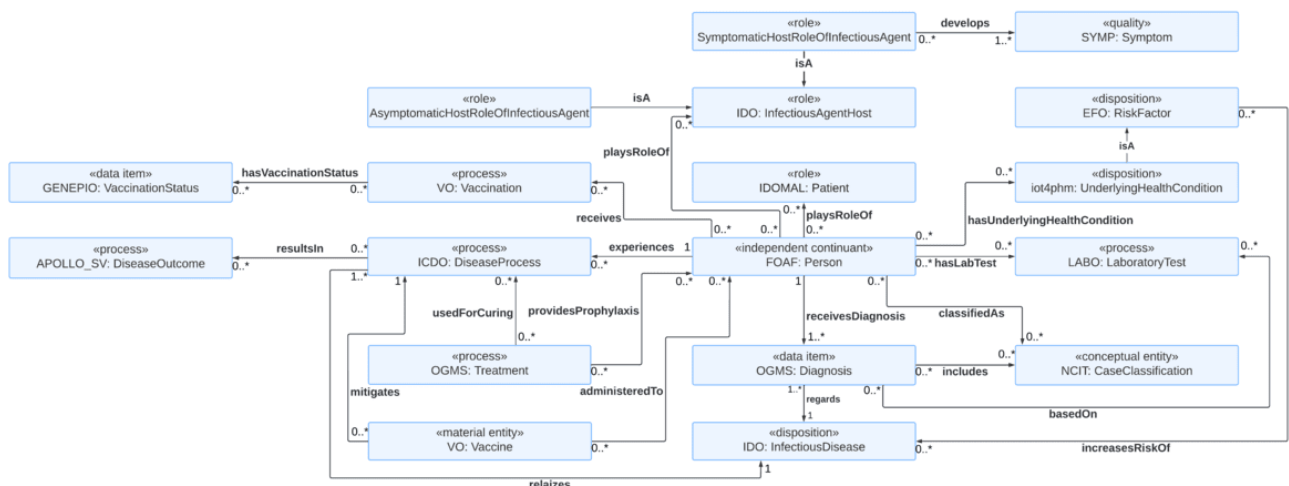 «role»
SymptomaticHostRoleOfInfectiousAgent
develops
0..*
1..*
«quality»
SYMP: Symptom
isA
«role»
AsymptomaticHostRoleOfInfectiousAgent
isA
«role»
IDO: InfectiousAgentHost
0..*
«disposition»
EFO: RiskFactor
0..*
playsRoleOf
isA
«data item»
GENEPIO: VaccinationStatus
hasVaccinationStatus
0..*
0..*
«process»
VO: Vaccination
0..*
«role»
IDOMAL: Patient
0..*
playsRoleOf
0..*
«disposition»
iot4phm: UnderlyingHealthCondition
0..*
hasUnderlyingHealthCondition
receives
0..*
0..*
0..*
«process»
APOLLO_SV: DiseaseOutcome
resultsIn
0..*
0..*
«process»
ICDO: DiseaseProcess
1..*
1
0..*
0..*
experiences
1
«independent continuant»
FOAF: Person
0..*
0..*
1
0..*
0..*
hasLabTest
0..*
«process»
LABO: LaboratoryTest
0..*
usedForCuring
providesProphylaxis
receivesDiagnosis
classifiedAs
0..*
1..*
0..*
«process»
OGMS: Treatment
0..*
«data item»
OGMS: Diagnosis
0..*
includes
0..*
«conceptual entity»
NCIT: CaseClassification
mitigates
administeredTo
1..*
regards
1
0..*
basedOn
0..*
«material entity»
VO: Vaccine
0..*
«disposition»
IDO: InfectiousDisease
0..*
increasesRiskOf
1
relaizes